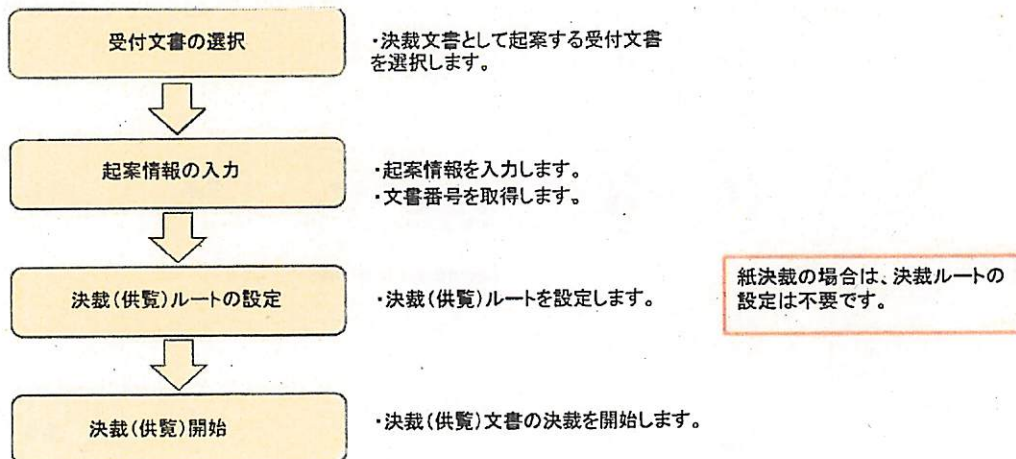 受付文書の選択
・決裁文書として起案する受付文書
を選択します。
起案情報の入力
・起案情報を入力します。
・文書番号を取得します。
決裁(供覧)ルートの設定
・決裁(供覧)ルートを設定します。
紙決裁の場合は、決裁ルートの
設定は不要です。
決裁(供覧)開始
・決裁(供覧)文書の決裁を開始します。